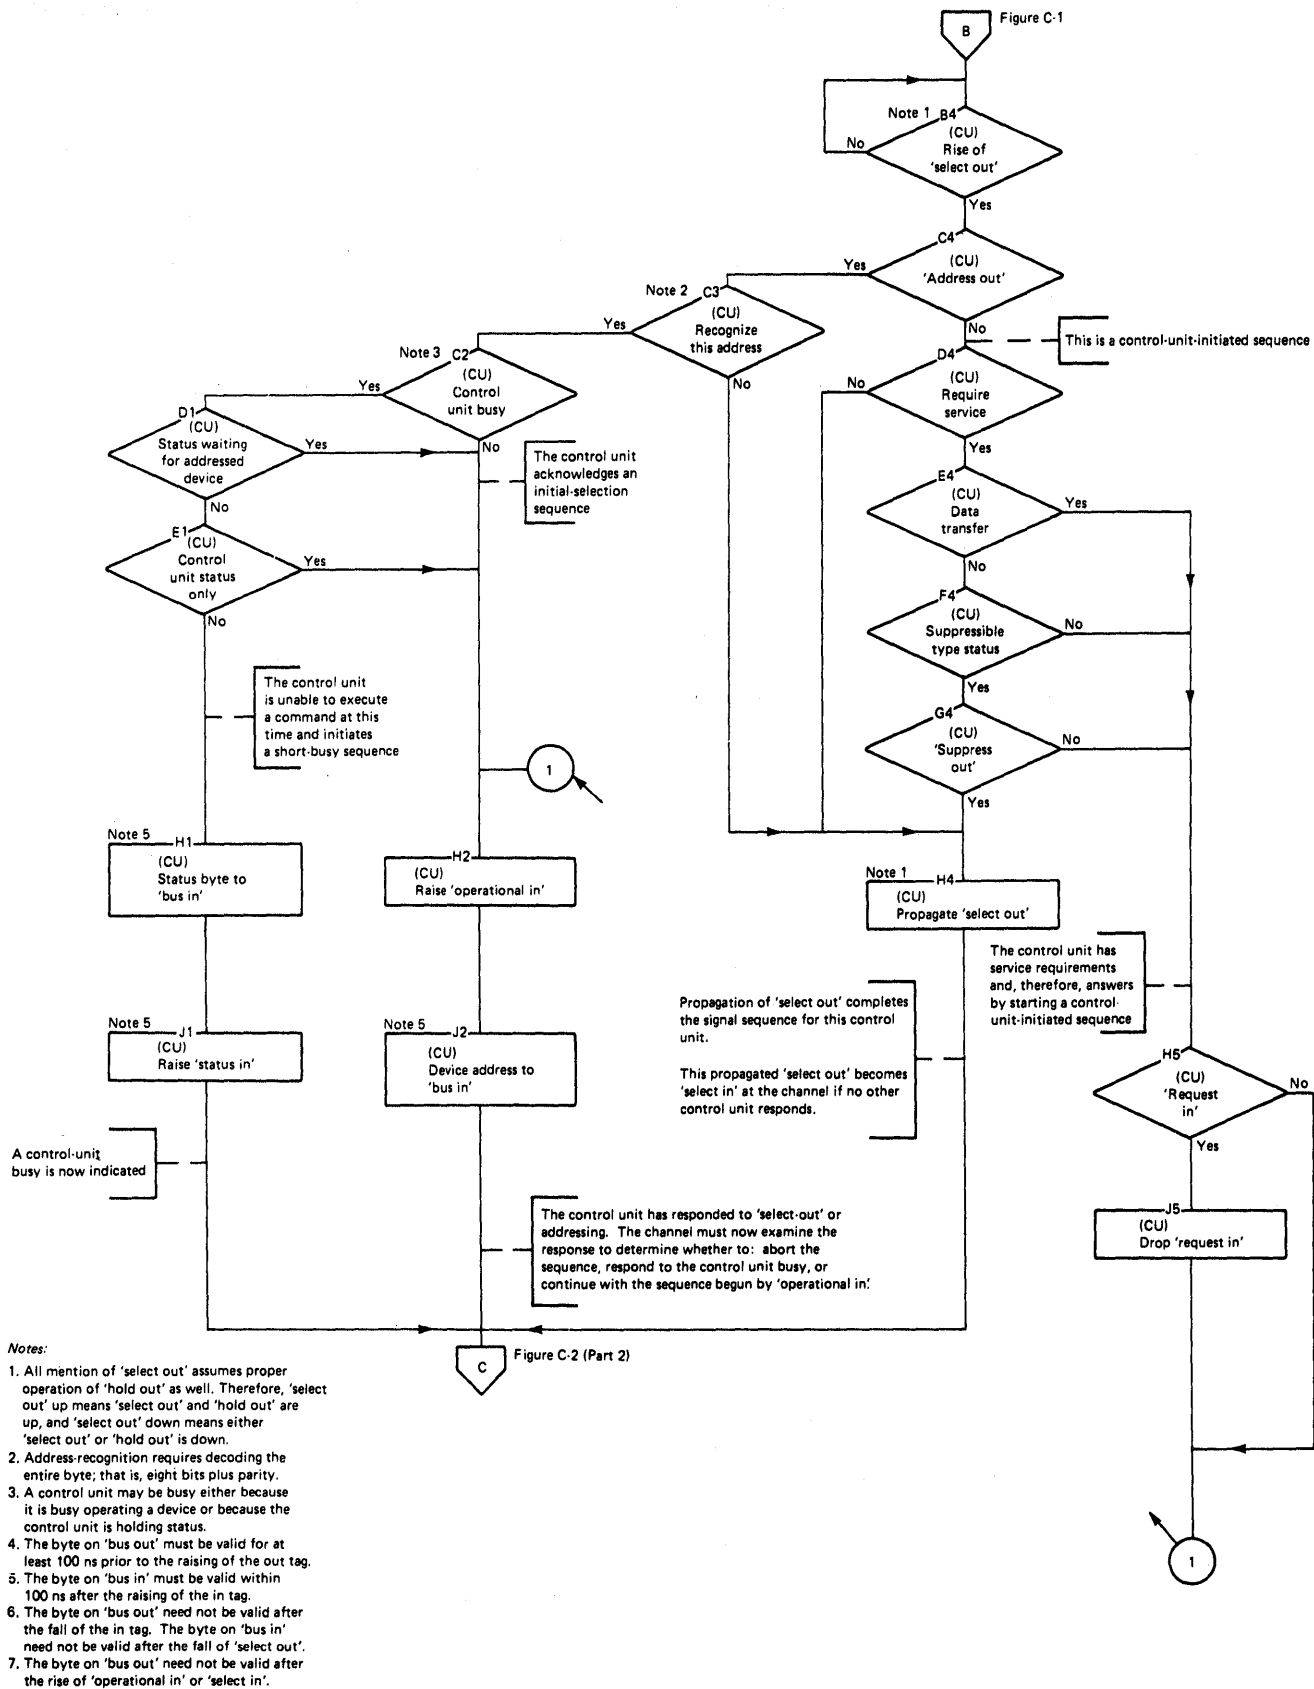 B
Figure C-1
Note 1
B4
(CU)
Rise of
'select out'
No
Yes
C4
(CU)
'Address out'
Yes
No
Note 2
C3
(CU)
Recognize
this address
Yes
No
This is a control-unit-initiated sequence
Note 3
C2
(CU)
Control
unit busy
Yes
No
D4
(CU)
Require
service
No
Yes
D1
(CU)
Status waiting
for addressed
device
Yes
No
The control unit
acknowledges an
initial-selection
sequence
E4
(CU)
Data
transfer
Yes
No
E1
(CU)
Control
unit status
only
Yes
No
F4
(CU)
Suppressible
type status
No
Yes
The control unit
is unable to execute
a command at this
time and initiates
a short-busy sequence
G4
(CU)
'Suppress
out'
No
Yes
1
Note 5
H1
(CU)
Status byte to
'bus in'
H2
(CU)
Raise 'operational in'
Note 1
H4
(CU)
Propagate 'select out'
The control unit has
service requirements
and, therefore, answers
by starting a control-
unit-initiated sequence
Note 5
J1
(CU)
Raise 'status in'
Note 5
J2
(CU)
Device address to
'bus in'
Propagation of 'select out' completes
the signal sequence for this control
unit.
This propagated 'select out' becomes
'select in' at the channel if no other
control unit responds.
H5
(CU)
'Request
in'
No
Yes
A control-unit
busy is now indicated
J5
(CU)
Drop 'request in'
The control unit has responded to 'select-out' or
addressing. The channel must now examine the
response to determine whether to: abort the
sequence, respond to the control unit busy, or
continue with the sequence begun by 'operational in'.
C
Figure C-2 (Part 2)
1
Notes:
1. All mention of 'select out' assumes proper
operation of 'hold out' as well. Therefore, 'select
out' up means 'select out' and 'hold out' are
up, and 'select out' down means either
'select out' or 'hold out' is down.
2. Address-recognition requires decoding the
entire byte; that is, eight bits plus parity.
3. A control unit may be busy either because
it is busy operating a device or because the
control unit is holding status.
4. The byte on 'bus out' must be valid for at
least 100 ns prior to the raising of the out tag.
5. The byte on 'bus in' must be valid within
100 ns after the raising of the in tag.
6. The byte on 'bus out' need not be valid after
the fall of the in tag. The byte on 'bus in'
need not be valid after the fall of 'select out'.
7. The byte on 'bus out' need not be valid after
the rise of 'operational in' or 'select in'.